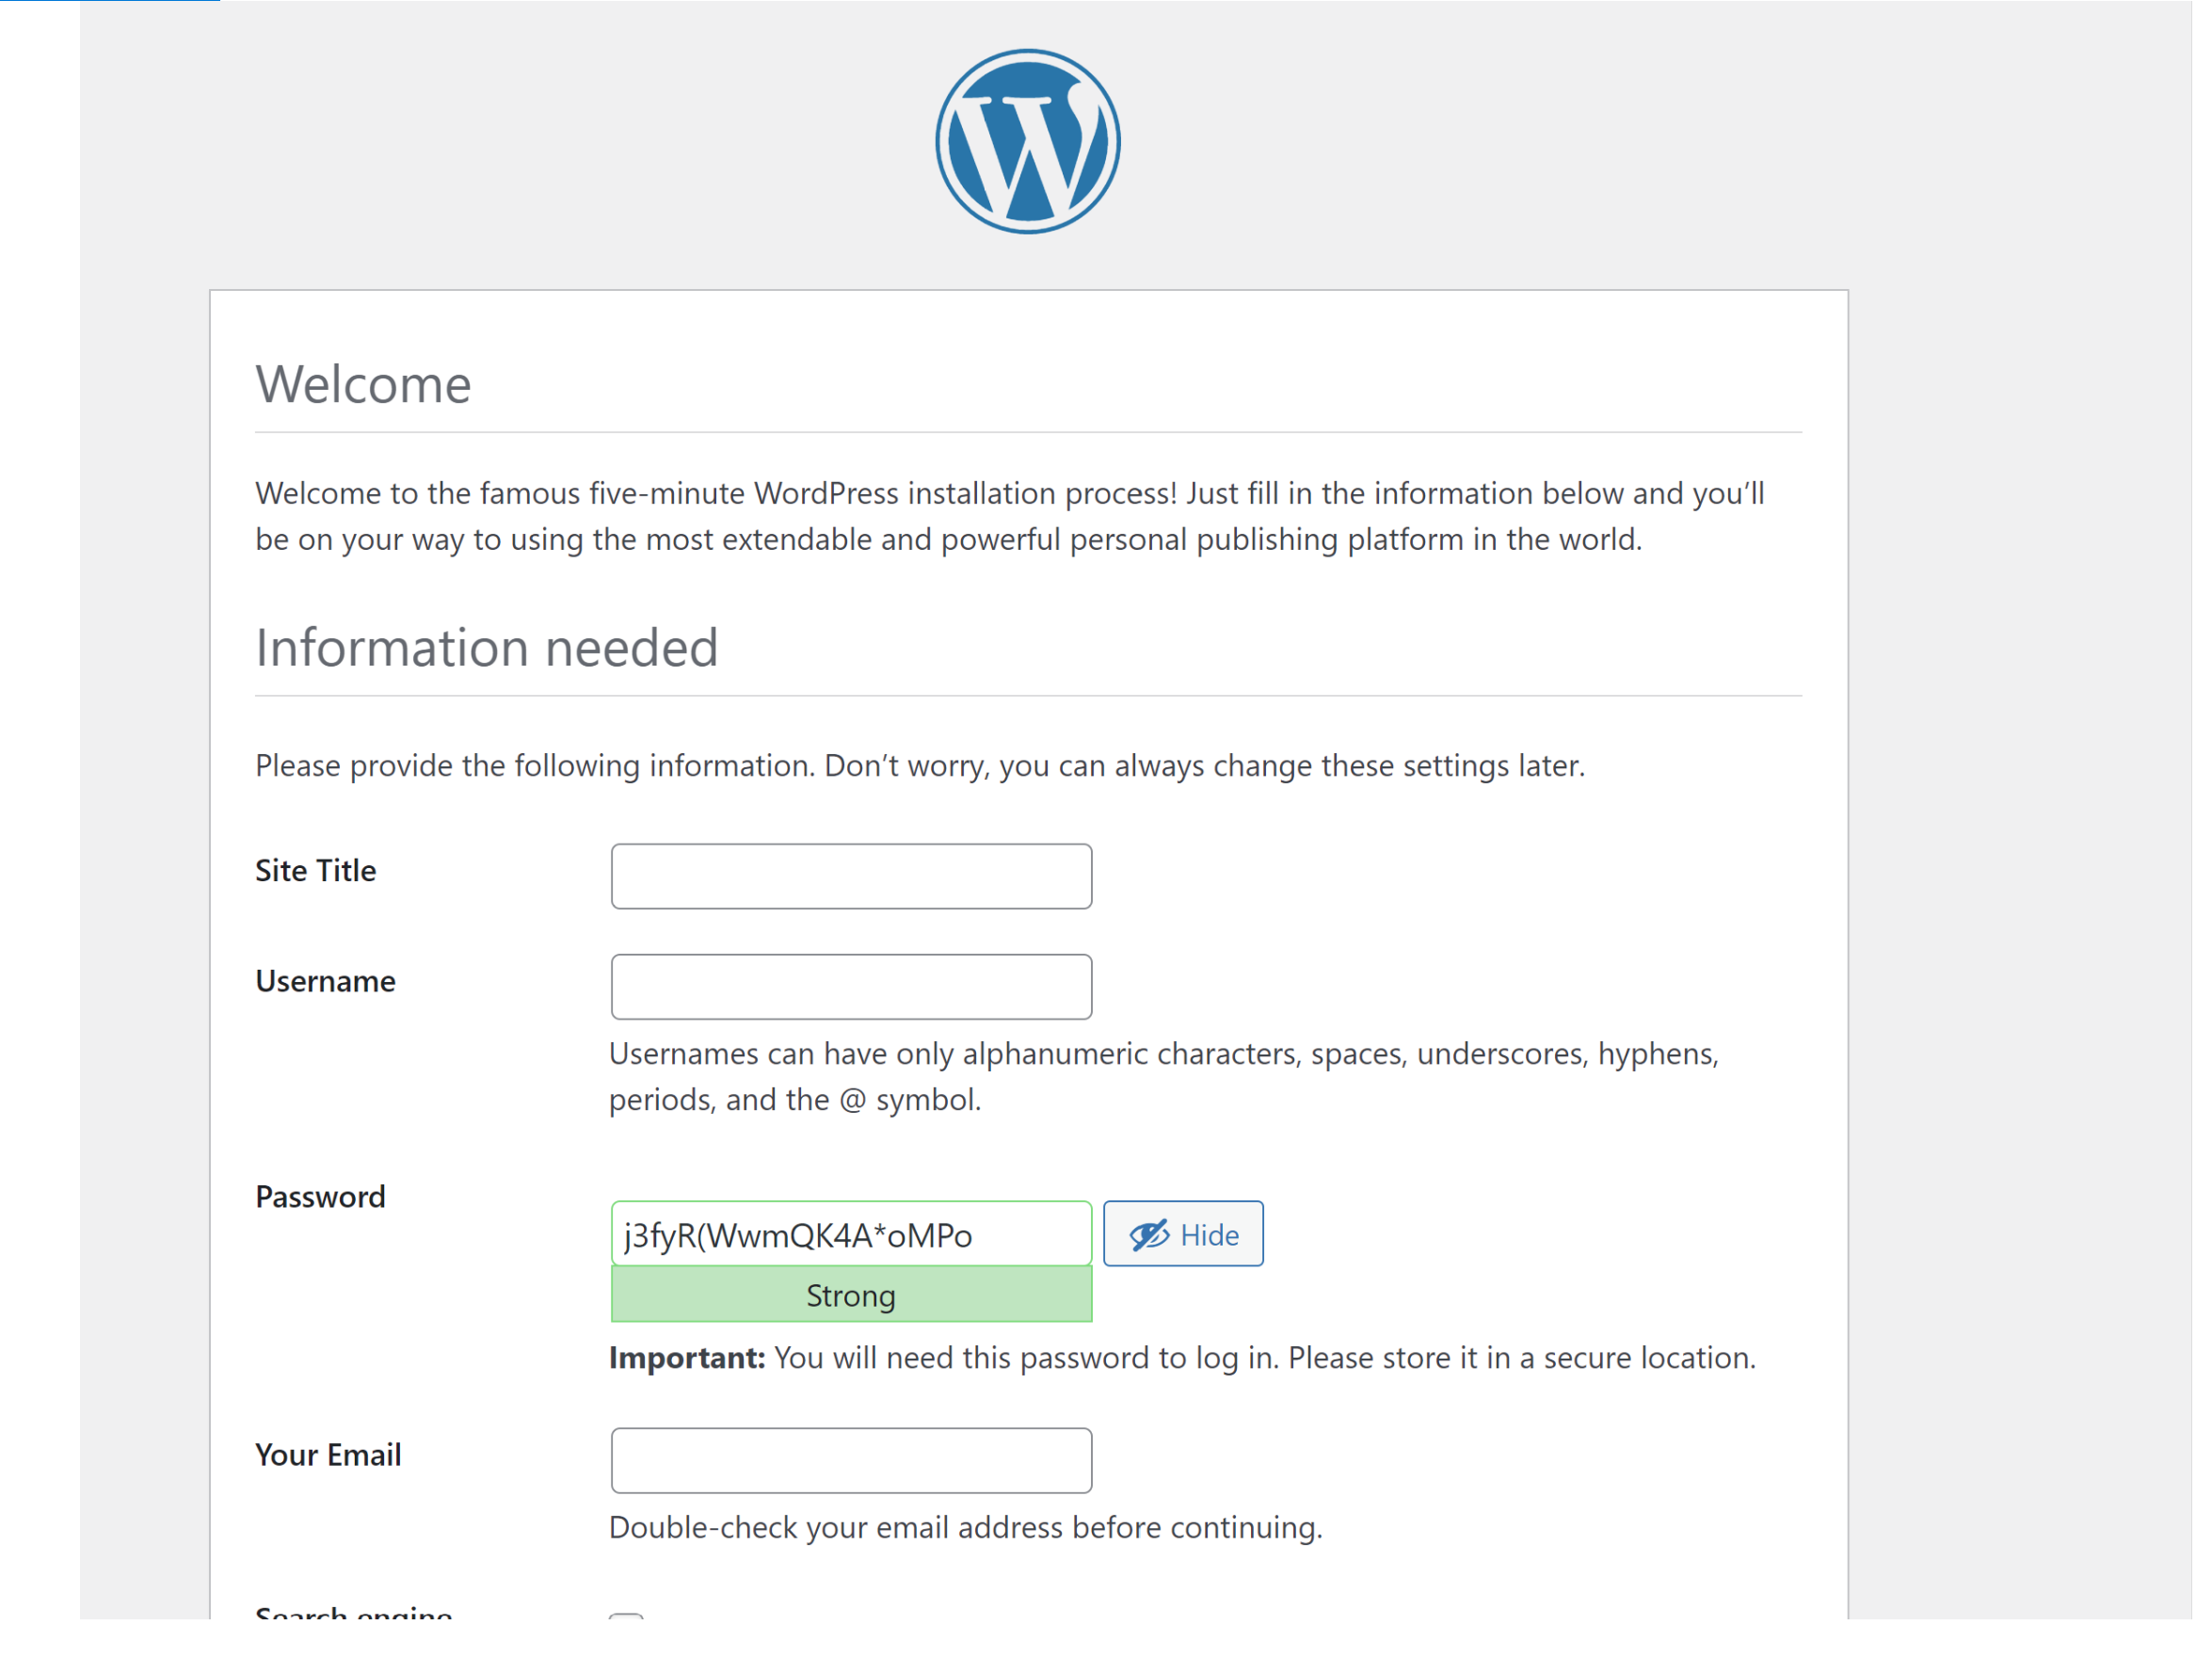 Welcome
Welcome to the famous five-minute WordPress installation process! Just fill in the information below and you’ll
be on your way to using the most extendable and powerful personal publishing platform in the world.
Information needed
Please provide the following information. Don’t worry, you can always change these settings later.
Site Title
Username
Usernames can have only alphanumeric characters, spaces, underscores, hyphens,
periods, and the @ symbol.
Password
j3fyR(WwmQK4A*oMPo
Hide
Strong
Important: You will need this password to log in. Please store it in a secure location.
Your Email
Double-check your email address before continuing.
Search engine